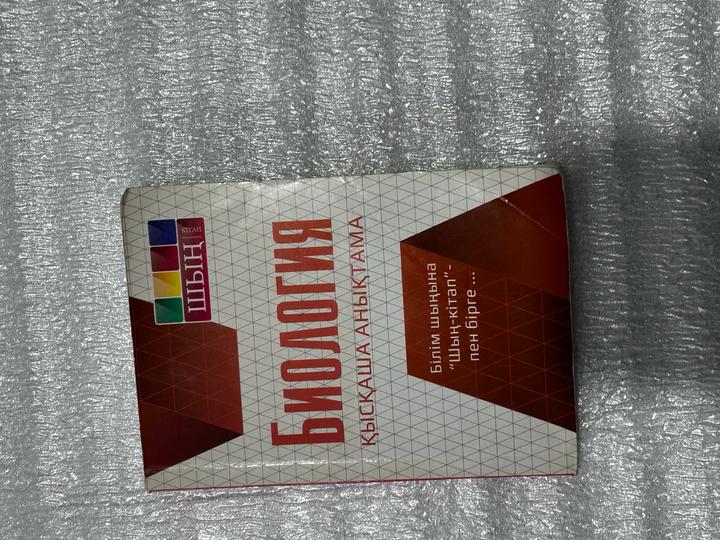 ШЫҢ
КІТАП
БИОЛОГИЯ
ҚЫСҚАША АНЫҚТАМА
Білім шыңына
“Шың-кітап”-
пен бірге ...